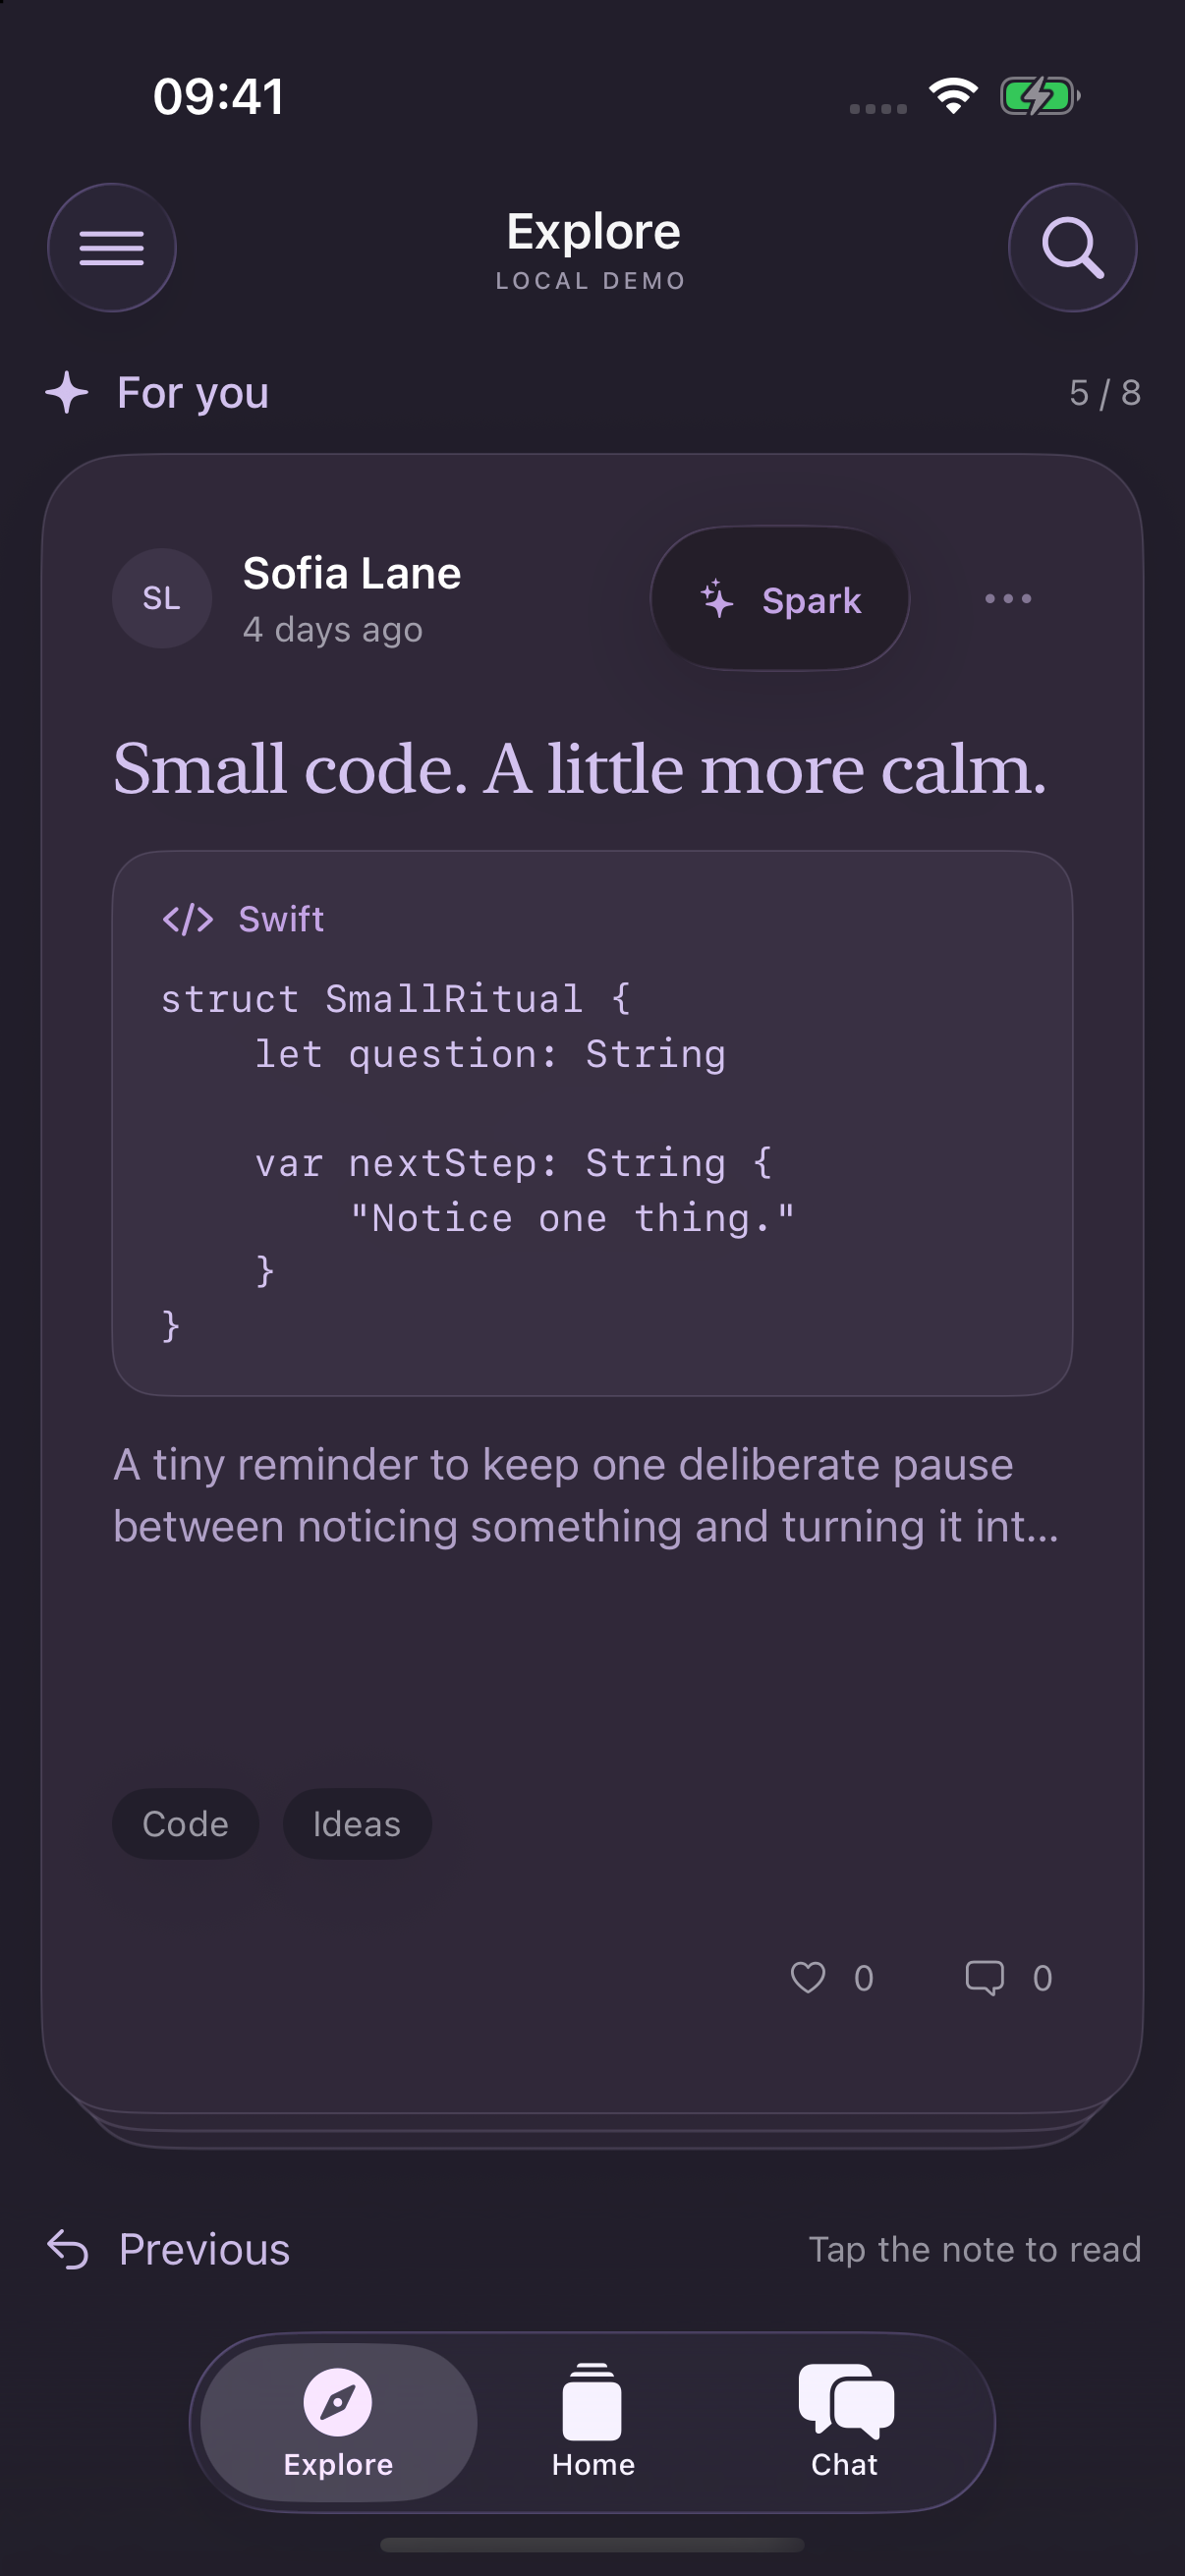 09:41
Explore
LOCAL DEMO
For you
5 / 8
SL
Sofia Lane
4 days ago
Spark
Small code. A little more calm.
</> Swift
struct SmallRitual {
    let question: String

    var nextStep: String {
        "Notice one thing."
    }
}
A tiny reminder to keep one deliberate pause
between noticing something and turning it int...
Code
Ideas
0
0
Previous
Tap the note to read
Explore
Home
Chat